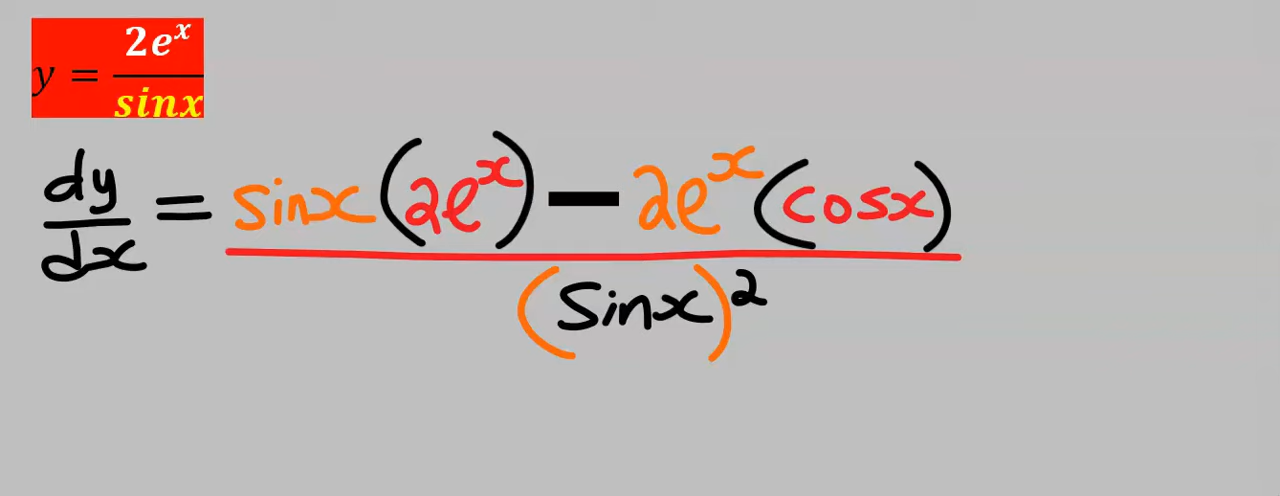 y = 2e^x / sinx
dy/dx = sinx(2e^x) − 2e^x(cosx) / (sinx)^2